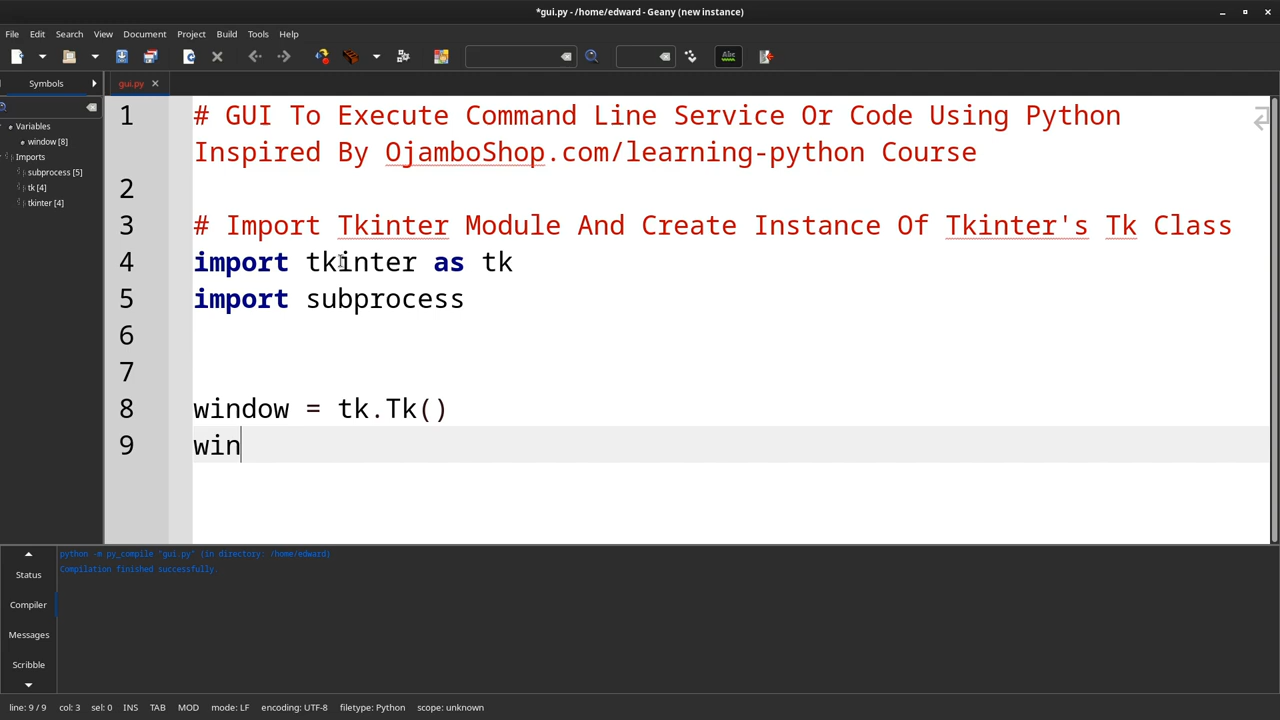 *gui.py - /home/edward - Geany (new instance)
File Edit Search View Document Project Build Tools Help
Abc
Symbols
gui.py
1 # GUI To Execute Command Line Service Or Code Using Python
Inspired By OjamboShop.com/learning-python Course
Variables
window [8]
Imports
subprocess [5]
tk [4]
tkinter [4]
2
3 # Import Tkinter Module And Create Instance Of Tkinter's Tk Class
4 import tkinter as tk
5 import subprocess
6
7
8 window = tk.Tk()
9 win
Status
Compiler
Messages
Scribble
python -m py_compile "gui.py" (in directory: /home/edward)
Compilation finished successfully.
line: 9 / 9 col: 3 sel: 0 INS TAB MOD mode: LF encoding: UTF-8 filetype: Python scope: unknown